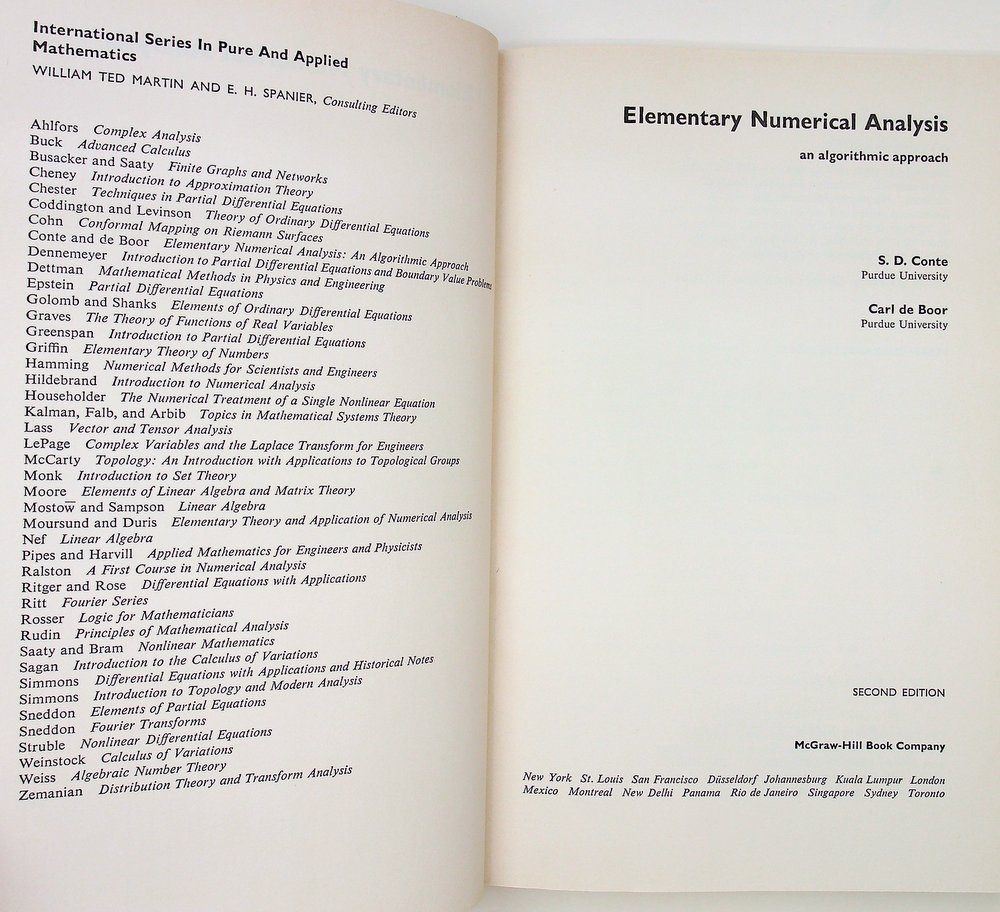 International Series In Pure And Applied
Mathematics
WILLIAM TED MARTIN AND E. H. SPANIER, Consulting Editors
Ahlfors Complex Analysis
Buck Advanced Calculus
Busacker and Saaty Finite Graphs and Networks
Cheney Introduction to Approximation Theory
Chester Techniques in Partial Differential Equations
Coddington and Levinson Theory of Ordinary Differential Equations
Cohn Conformal Mapping on Riemann Surfaces
Conte and de Boor Elementary Numerical Analysis: An Algorithmic Approach
Dennemeyer Introduction to Partial Differential Equations and Boundary Value Problems
Dettman Mathematical Methods in Physics and Engineering
Epstein Partial Differential Equations
Golomb and Shanks Elements of Ordinary Differential Equations
Graves The Theory of Functions of Real Variables
Greenspan Introduction to Partial Differential Equations
Griffin Elementary Theory of Numbers
Hamming Numerical Methods for Scientists and Engineers
Hildebrand Introduction to Numerical Analysis
Householder The Numerical Treatment of a Single Nonlinear Equation
Kalman, Falb, and Arbib Topics in Mathematical Systems Theory
Lass Vector and Tensor Analysis
LePage Complex Variables and the Laplace Transform for Engineers
McCarty Topology: An Introduction with Applications to Topological Groups
Monk Introduction to Set Theory
Moore Elements of Linear Algebra and Matrix Theory
Mostow and Sampson Linear Algebra
Moursund and Duris Elementary Theory and Application of Numerical Analysis
Nef Linear Algebra
Pipes and Harvill Applied Mathematics for Engineers and Physicists
Ralston A First Course in Numerical Analysis
Ritger and Rose Differential Equations with Applications
Ritt Fourier Series
Rosser Logic for Mathematicians
Rudin Principles of Mathematical Analysis
Saaty and Bram Nonlinear Mathematics
Sagan Introduction to the Calculus of Variations
Simmons Differential Equations with Applications and Historical Notes
Simmons Introduction to Topology and Modern Analysis
Sneddon Elements of Partial Equations
Sneddon Fourier Transforms
Struble Nonlinear Differential Equations
Weinstock Calculus of Variations
Weiss Algebraic Number Theory
Zemanian Distribution Theory and Transform Analysis
Elementary Numerical Analysis
an algorithmic approach
S. D. Conte
Purdue University
Carl de Boor
Purdue University
SECOND EDITION
McGraw-Hill Book Company
New York St. Louis San Francisco Düsseldorf Johannesburg Kuala Lumpur London
Mexico Montreal New Delhi Panama Rio de Janeiro Singapore Sydney Toronto